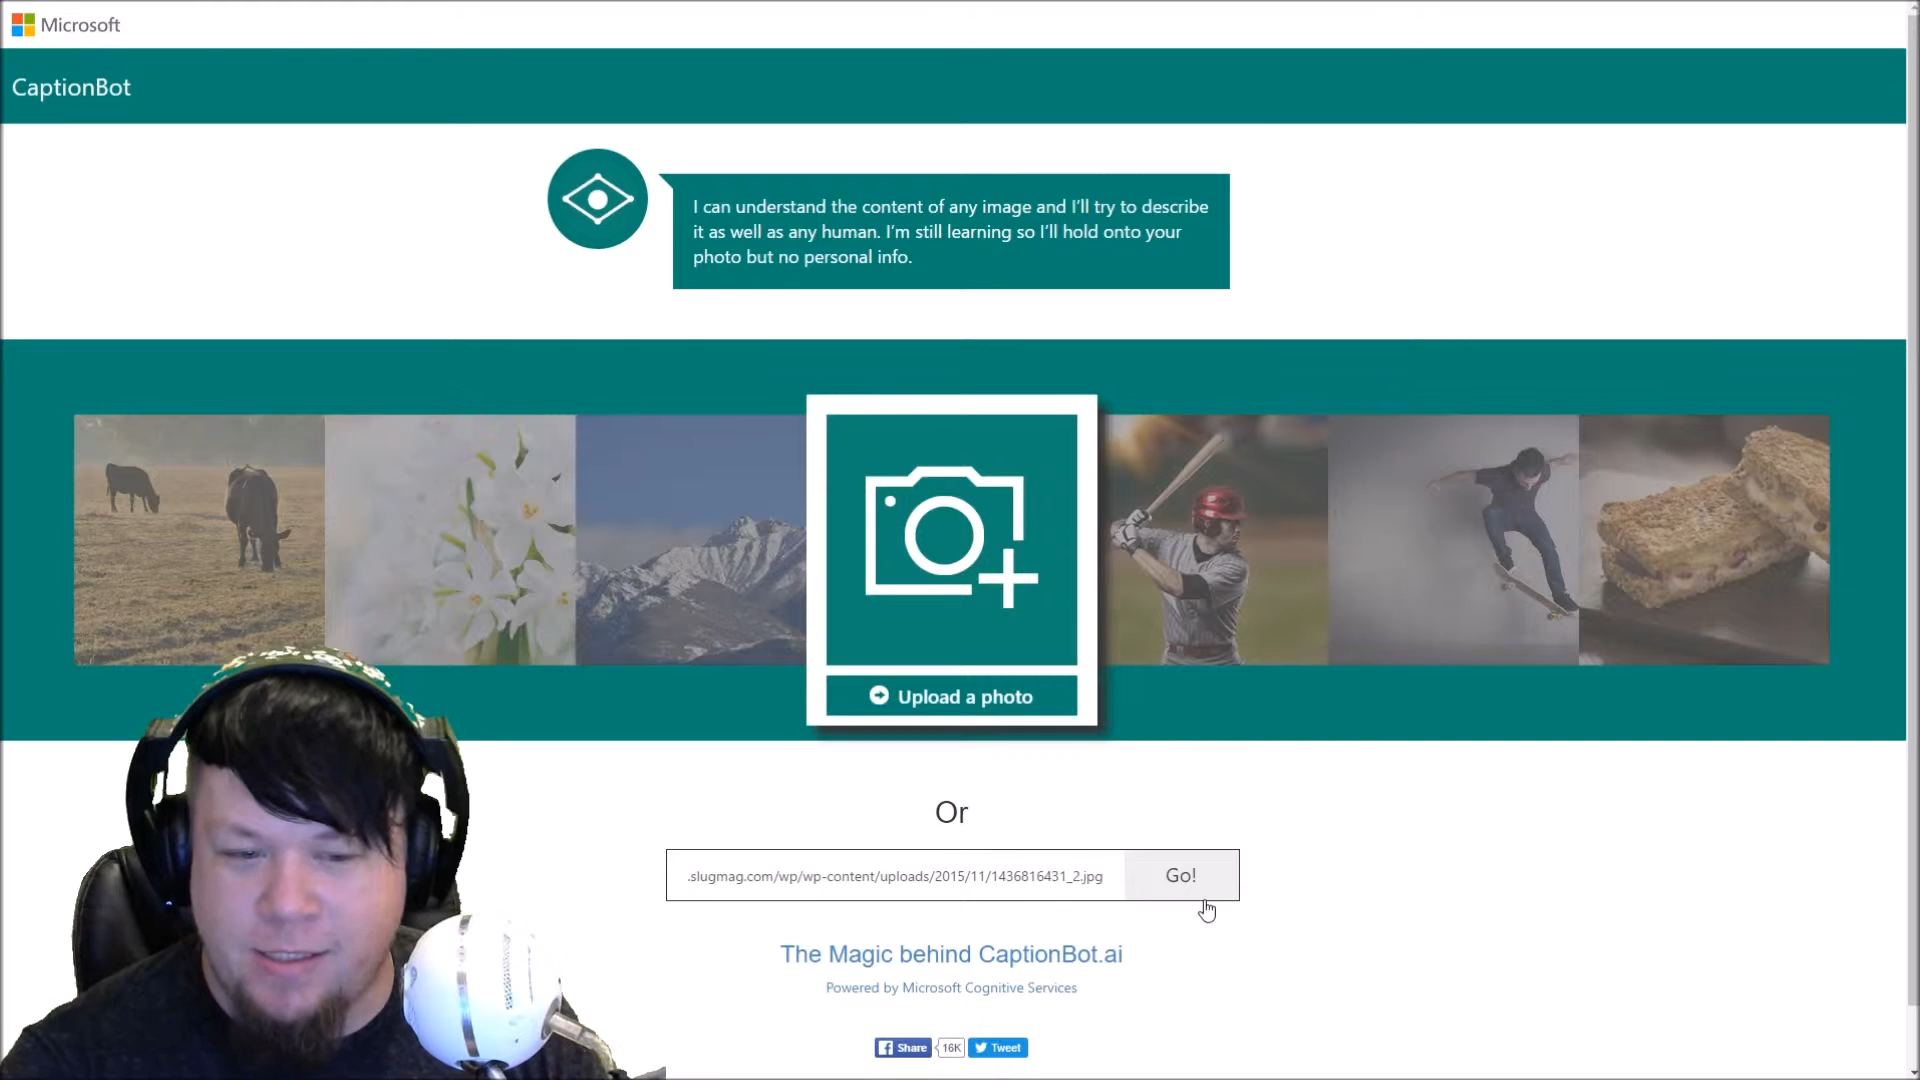 Microsoft
CaptionBot
I can understand the content of any image and I'll try to describe
it as well as any human. I'm still learning so I'll hold onto your
photo but no personal info.
Upload a photo
Or
.slugmag.com/wp/wp-content/uploads/2015/11/1436816431_2.jpg
Go!
The Magic behind CaptionBot.ai
Powered by Microsoft Cognitive Services
Share 16K Tweet